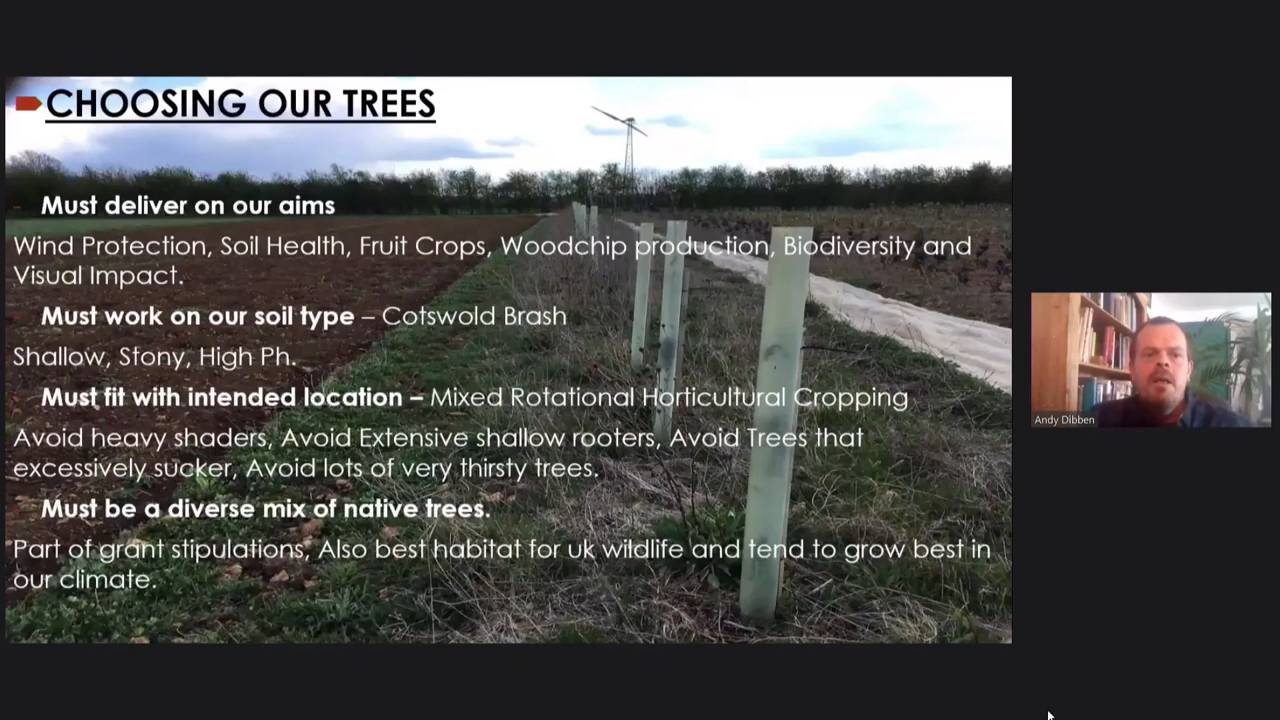 CHOOSING OUR TREES
Must deliver on our aims
Wind Protection, Soil Health, Fruit Crops, Woodchip production, Biodiversity and
Visual Impact.
Must work on our soil type – Cotswold Brash
Shallow, Stony, High Ph.
Must fit with intended location – Mixed Rotational Horticultural Cropping
Avoid heavy shaders, Avoid Extensive shallow rooters, Avoid Trees that
excessively sucker, Avoid lots of very thirsty trees.
Must be a diverse mix of native trees.
Part of grant stipulations, Also best habitat for uk wildlife and tend to grow best in
our climate.
Andy Dibben